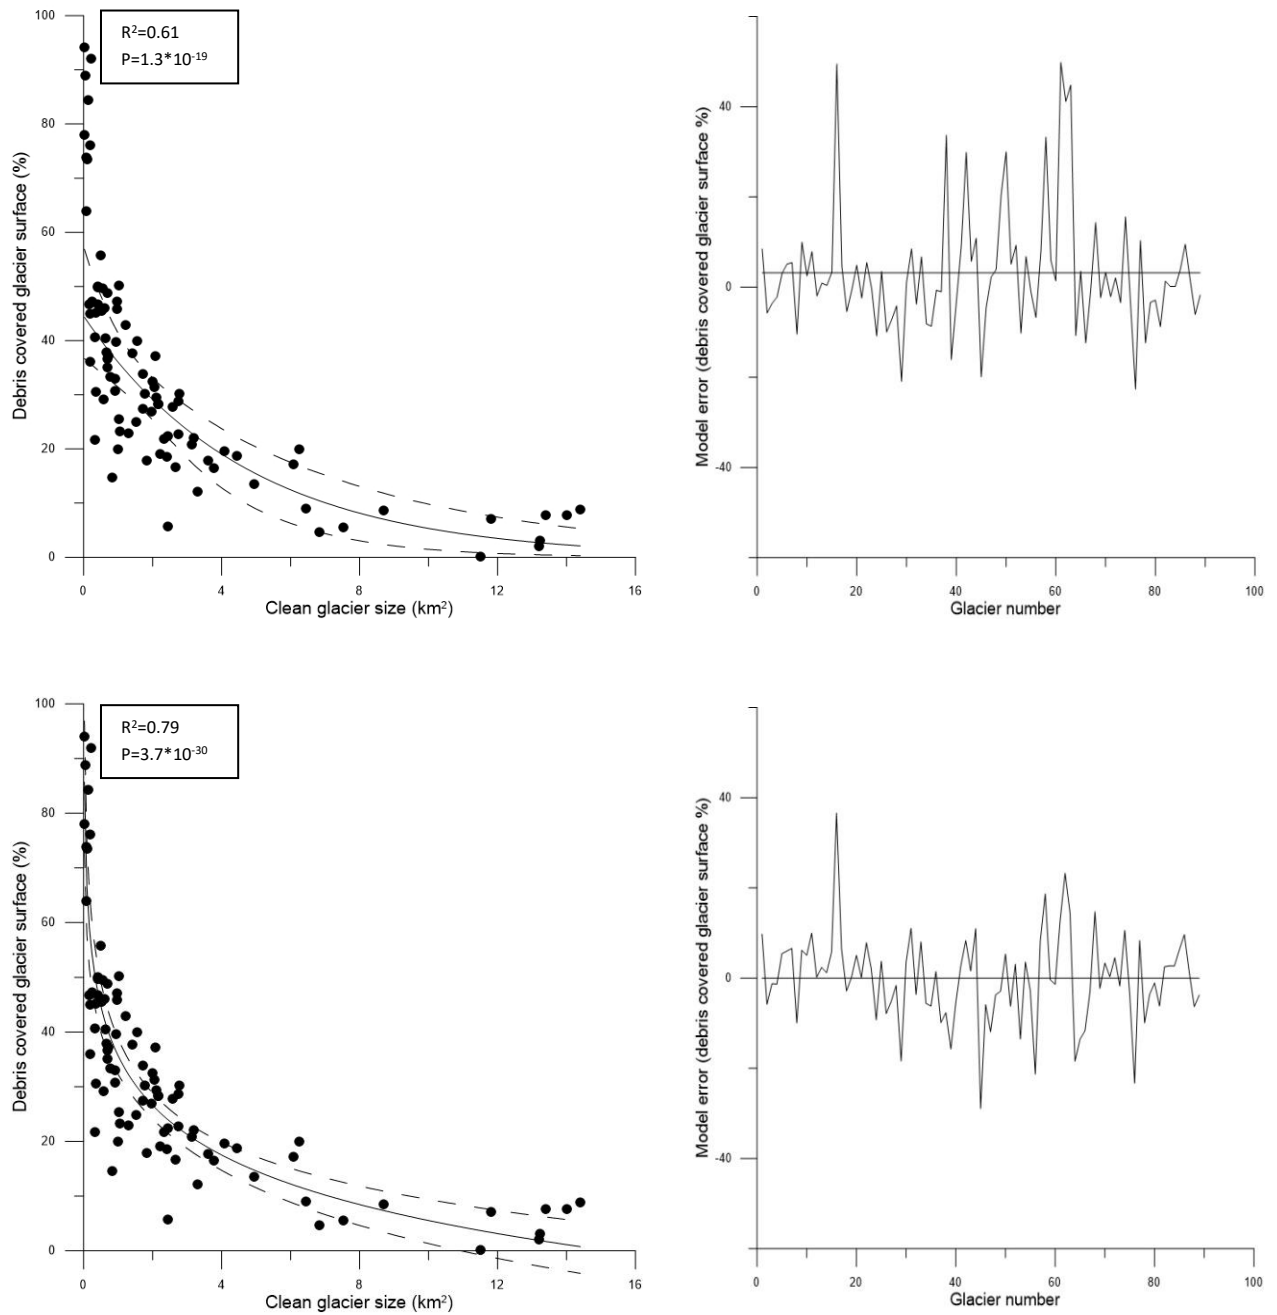 R²=0.61
P=1.3*10⁻¹⁹
100
80
60
40
20
0
Debris covered glacier surface (%)
0 4 8 12 16
Clean glacier size (km²)
40
0
-40
Model error (debris covered glacier surface %)
0 20 40 60 80 100
Glacier number
R²=0.79
P=3.7*10⁻³⁰
100
80
60
40
20
0
Debris covered glacier surface (%)
0 4 8 12 16
Clean glacier size (km²)
40
0
-40
Model error (debris covered glacier surface %)
0 20 40 60 80 100
Glacier number